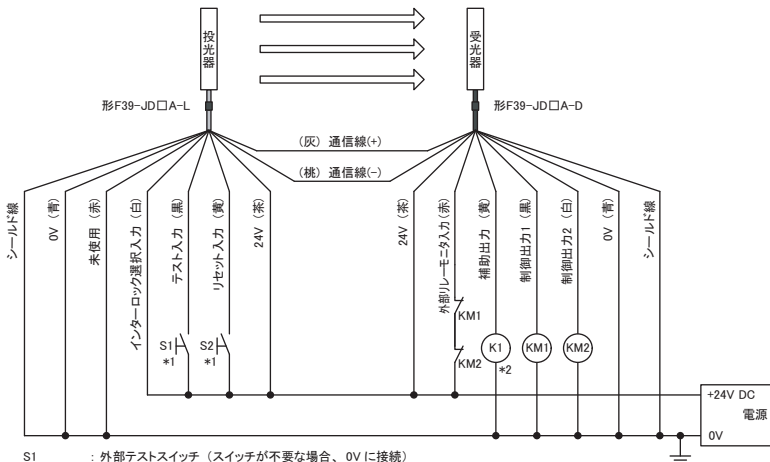 投光器
受光器
形F39-JD□A-L
形F39-JD□A-D
(灰) 通信線(+)
(桃) 通信線(-)
シールド線
0V (青)
未使用 (赤)
インターロック選択入力 (白)
テスト入力 (黒)
リセット入力 (黄)
24V (茶)
24V (茶)
外部リレーモニタ入力(赤)
補助出力 (黄)
制御出力1 (黒)
制御出力2 (白)
0V (青)
シールド線
S1
*1
S2
*1
KM1
KM2
K1
*2
KM1
KM2
+24V DC
電源
0V
S1 : 外部テストスイッチ (スイッチが不要な場合、0Vに接続)